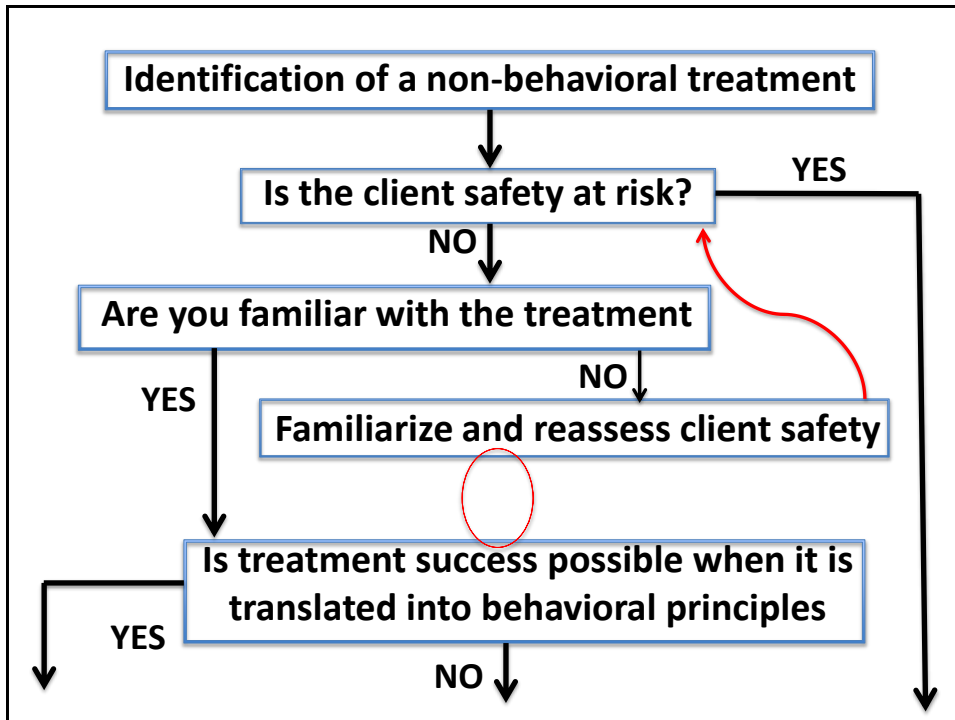 Identification of a non-behavioral treatment
YES
Is the client safety at risk?
NO
Are you familiar with the treatment
NO
YES
Familiarize and reassess client safety
Is treatment success possible when it is
translated into behavioral principles
YES
NO